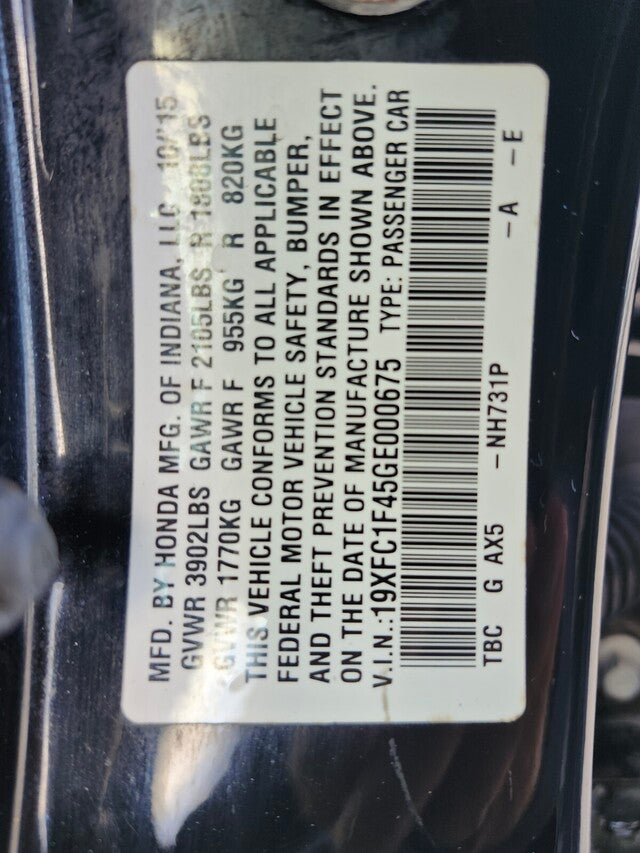 MFD. BY HONDA MFG. OF INDIANA, LLC 10/'15
GVWR 3902LBS GAWR F 2105LBS R 1808LBS
GVWR 1770KG GAWR F 955KG R 820KG
THIS VEHICLE CONFORMS TO ALL APPLICABLE
FEDERAL MOTOR VEHICLE SAFETY, BUMPER,
AND THEFT PREVENTION STANDARDS IN EFFECT
ON THE DATE OF MANUFACTURE SHOWN ABOVE.
V.I.N.:19XFC1F45GE000675 TYPE: PASSENGER CAR
TBC G AX5 -NH731P -A -E